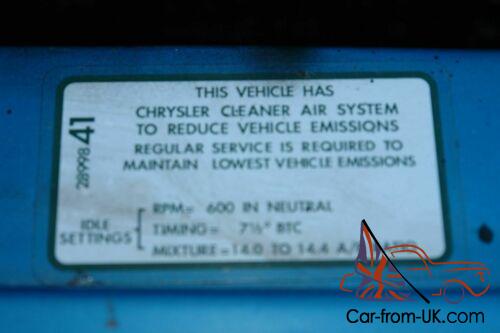 THIS VEHICLE HAS
CHRYSLER CLEANER AIR SYSTEM
TO REDUCE VEHICLE EMISSIONS
REGULAR SERVICE IS REQUIRED TO
MAINTAIN LOWEST VEHICLE EMISSIONS
2899841
IDLE
SETTINGS
RPM= 600 IN NEUTRAL
TIMING = 7½° BTC
MIXTURE=14.0 TO 14.4 A/F
Car-from-UK.com